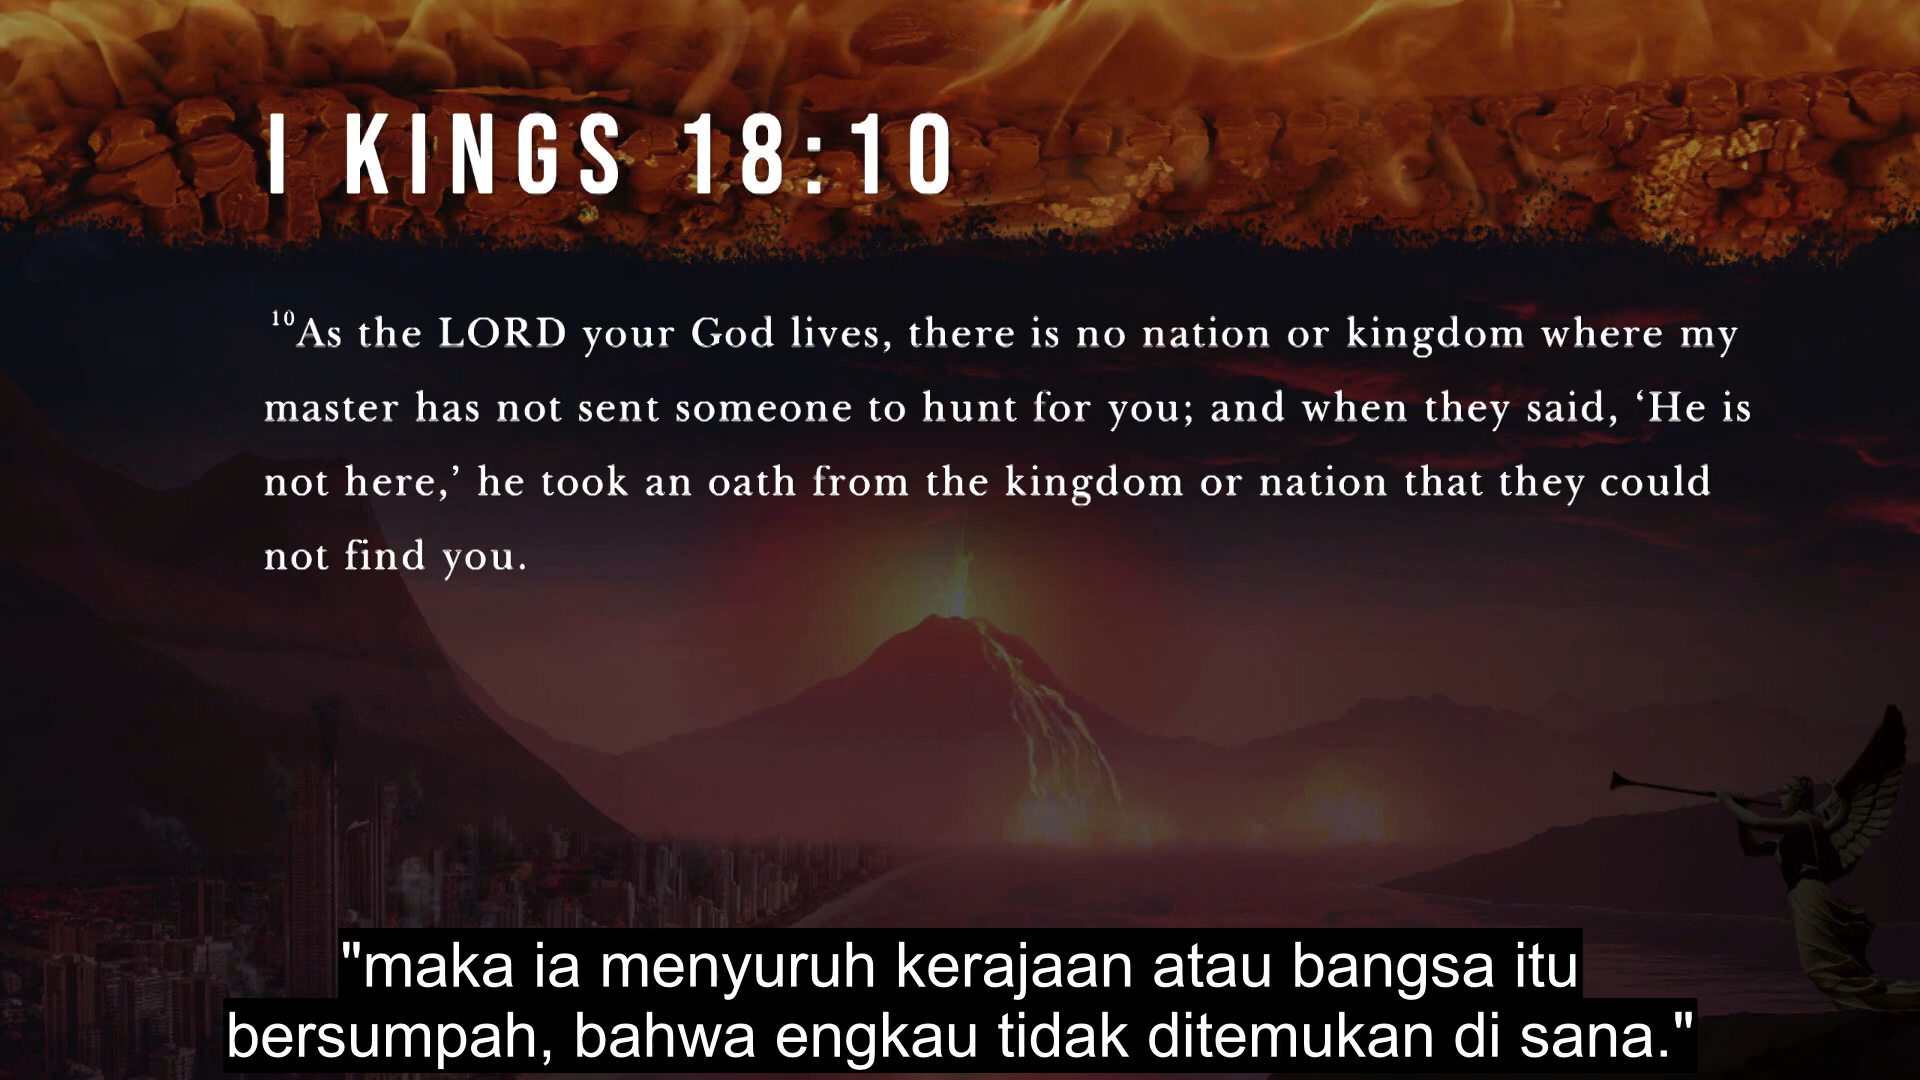 I KINGS 18:10
10As the LORD your God lives, there is no nation or kingdom where my
master has not sent someone to hunt for you; and when they said, ‘He is
not here,’ he took an oath from the kingdom or nation that they could
not find you.
"maka ia menyuruh kerajaan atau bangsa itu
bersumpah, bahwa engkau tidak ditemukan di sana."